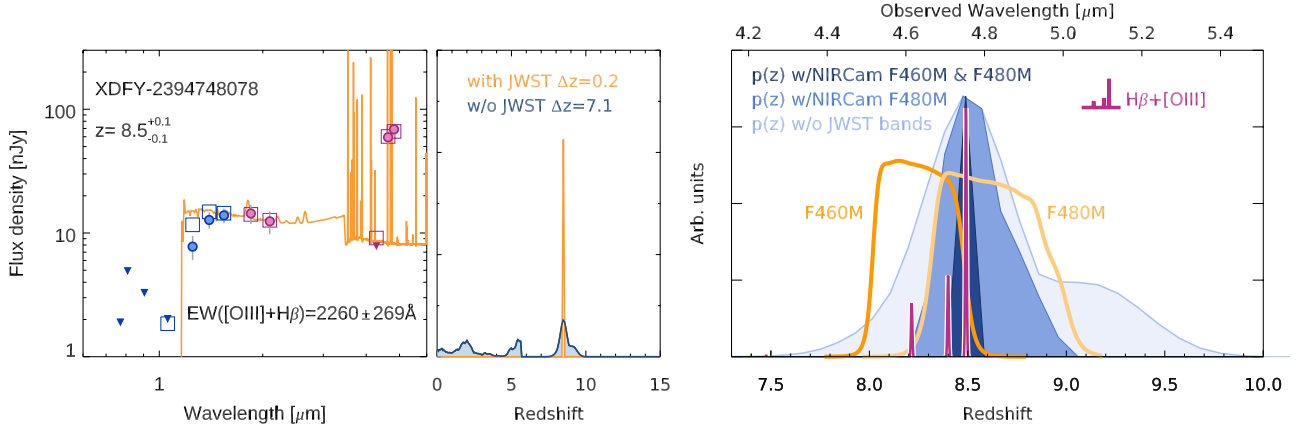 XDFY-2394748078
z= 8.5+0.1-0.1
EW([OIII]+Hβ)=2260±269Å
Flux density [nJy]
100
10
1
1
Wavelength [μm]
with JWST Δz=0.2
w/o JWST Δz=7.1
0 5 10 15
Redshift
Observed Wavelength [μm]
4.2 4.4 4.6 4.8 5.0 5.2 5.4
p(z) w/NIRCam F460M & F480M
p(z) w/NIRCam F480M
p(z) w/o JWST bands
Hβ+[OIII]
F460M
F480M
Arb. units
7.5 8.0 8.5 9.0 9.5 10.0
Redshift